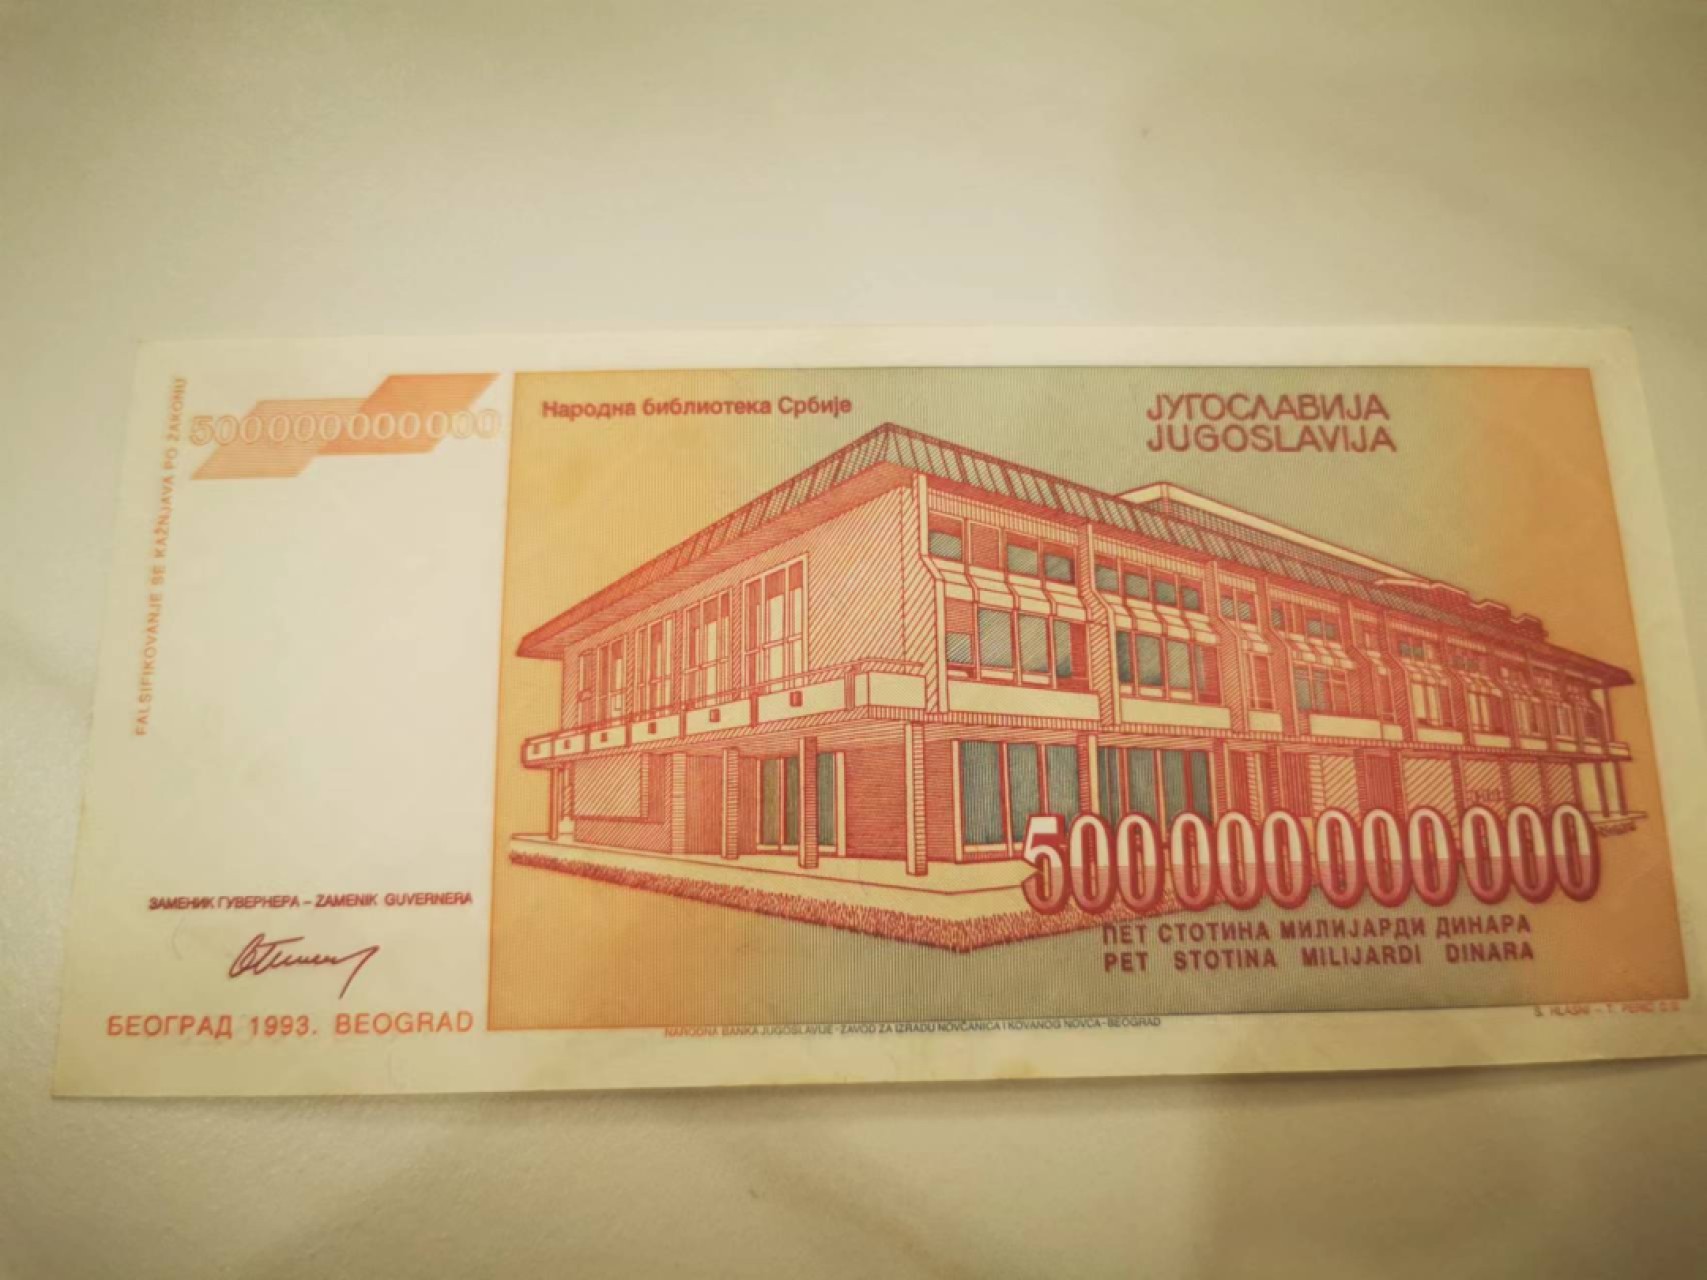 FALSIFIKOVANJE SE KAŽNJAVA PO ZAKONU
500000000000
Народна библиотека Србије
ЈУГОСЛАВИЈА
JUGOSLAVIJA
500000000000
ПЕТ СТОТИНА МИЛИЈАРДИ ДИНАРА
PET STOTINA MILIJARDI DINARA
ЗАМЕНИК ГУВЕРНЕРА – ZAMENIK GUVERNERA
БЕОГРАД 1993. BEOGRAD
NARODNA BANKA JUGOSLAVIJE - ZAVOD ZA IZRADU NOVČANICA I KOVANOG NOVCA - BEOGRAD